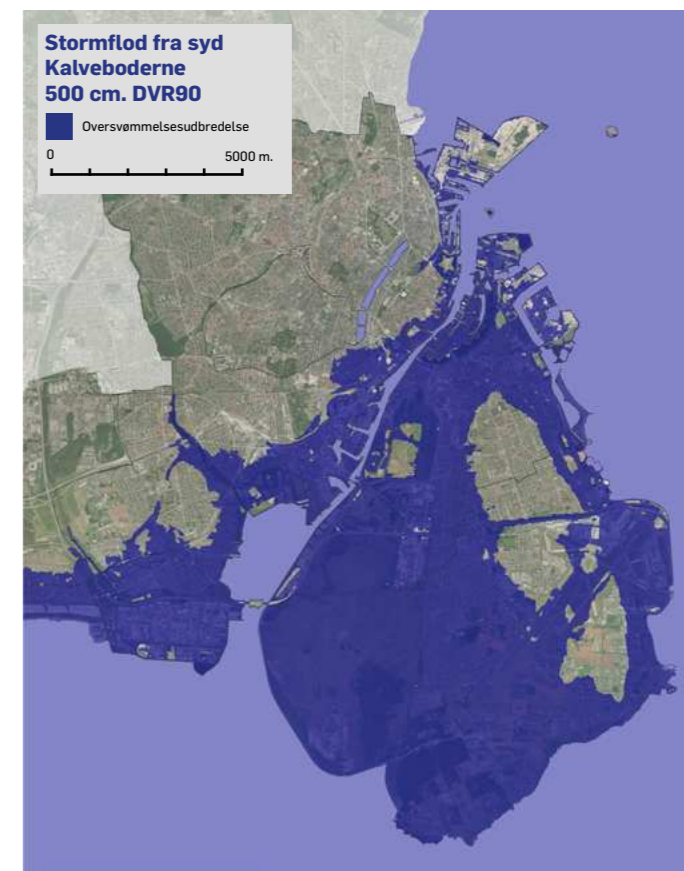 Stormflod fra syd
Kalveboderne
500 cm. DVR90
Oversvømmelsesudbredelse
0 5000 m.